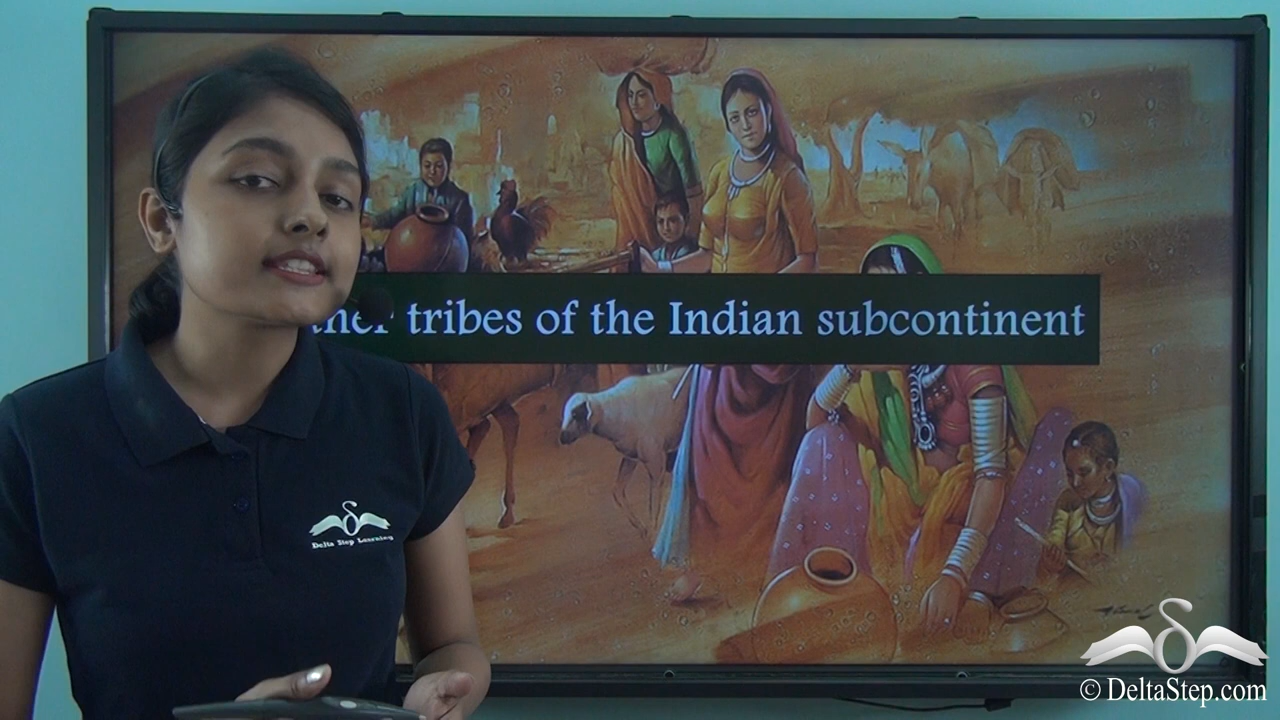 tribes of the Indian subcontinent
Delta Step Learning
© DeltaStep.com